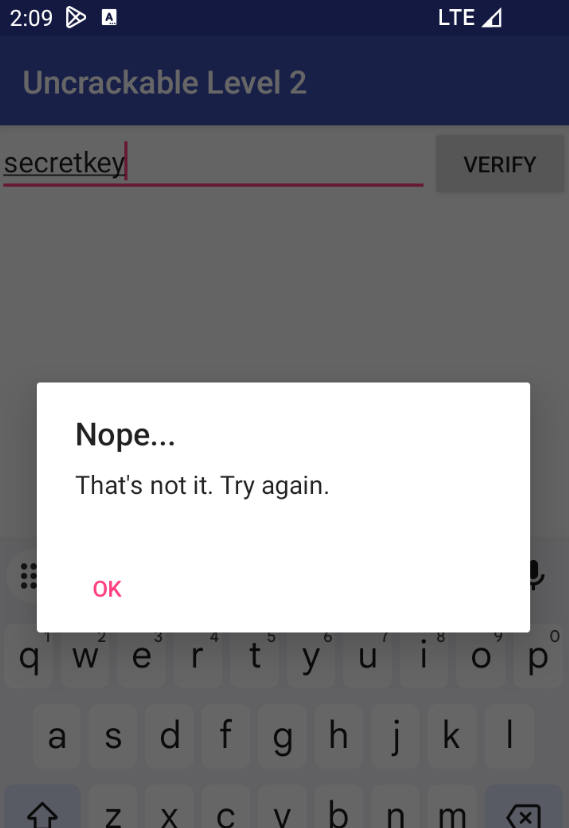 2:09 A LTE
Uncrackable Level 2
secretkey VERIFY
Nope...
That's not it. Try again.
OK
1 2 3 4 5 6 7 8 9 0
q w e r t y u i o p
a s d f g h j k l
z x c v b n m